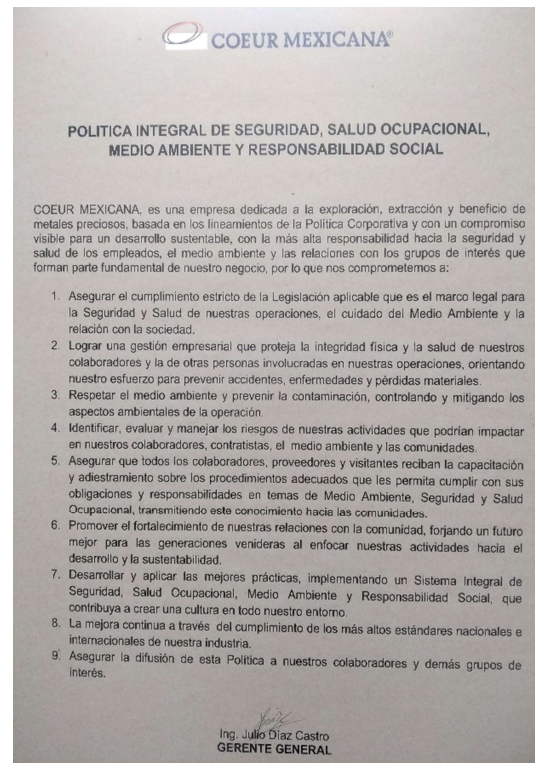 COEUR MEXICANA®
POLITICA INTEGRAL DE SEGURIDAD, SALUD OCUPACIONAL,
MEDIO AMBIENTE Y RESPONSABILIDAD SOCIAL
COEUR MEXICANA, es una empresa dedicada a la exploración, extracción y beneficio de
metales preciosos, basada en los lineamientos de la Política Corporativa y con un compromiso
visible para un desarrollo sustentable, con la más alta responsabilidad hacia la seguridad y
salud de los empleados, el medio ambiente y las relaciones con los grupos de interés que
forman parte fundamental de nuestro negocio, por lo que nos comprometemos a:
1. Asegurar el cumplimiento estricto de la Legislación aplicable que es el marco legal para
la Seguridad y Salud de nuestras operaciones, el cuidado del Medio Ambiente y la
relación con la sociedad.
2. Lograr una gestión empresarial que proteja la integridad física y la salud de nuestros
colaboradores y la de otras personas involucradas en nuestras operaciones, orientando
nuestro esfuerzo para prevenir accidentes, enfermedades y pérdidas materiales.
3. Respetar el medio ambiente y prevenir la contaminación, controlando y mitigando los
aspectos ambientales de la operación.
4. Identificar, evaluar y manejar los riesgos de nuestras actividades que podrían impactar
en nuestros colaboradores, contratistas, el medio ambiente y las comunidades.
5. Asegurar que todos los colaboradores, proveedores y visitantes reciban la capacitación
y adiestramiento sobre los procedimientos adecuados que les permita cumplir con sus
obligaciones y responsabilidades en temas de Medio Ambiente, Seguridad y Salud
Ocupacional, transmitiendo este conocimiento hacia las comunidades.
6. Promover el fortalecimiento de nuestras relaciones con la comunidad, forjando un futuro
mejor para las generaciones venideras al enfocar nuestras actividades hacia el
desarrollo y la sustentabilidad.
7. Desarrollar y aplicar las mejores prácticas, implementando un Sistema Integral de
Seguridad, Salud Ocupacional, Medio Ambiente y Responsabilidad Social, que
contribuya a crear una cultura en todo nuestro entorno.
8. La mejora continua a través del cumplimiento de los más altos estándares nacionales e
internacionales de nuestra industria.
9. Asegurar la difusión de esta Política a nuestros colaboradores y demás grupos de
interés.
Ing. Julio Díaz Castro
GERENTE GENERAL